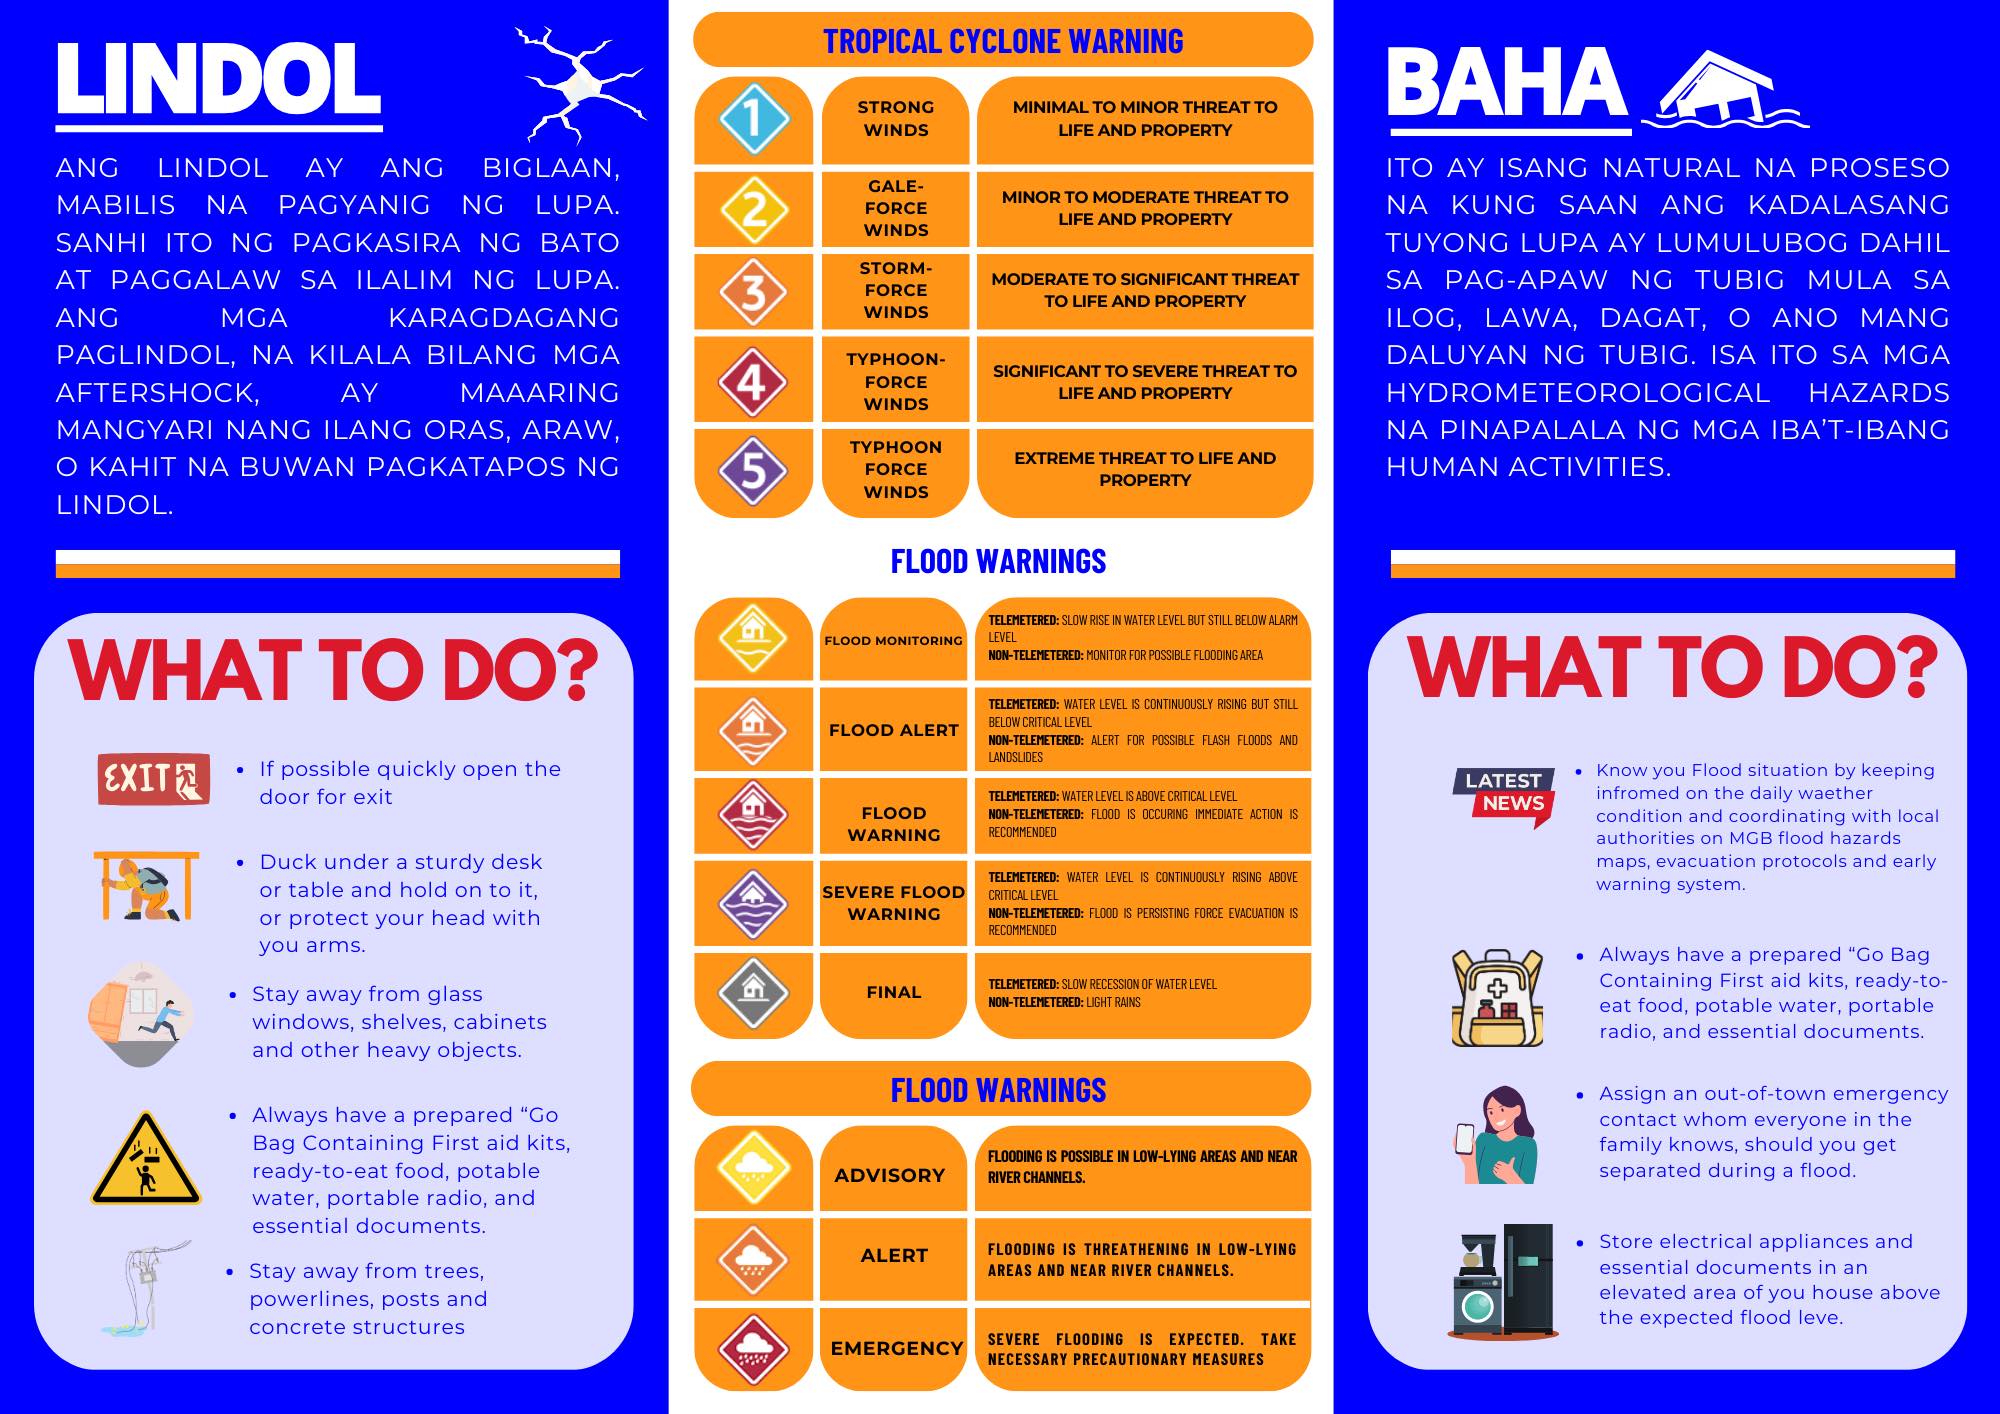 LINDOL
ANG LINDOL AY ANG BIGLAAN,
MABILIS NA PAGYANIG NG LUPA.
SANHI ITO NG PAGKASIRA NG BATO
AT PAGGALAW SA ILALIM NG LUPA.
ANG MGA KARAGDAGANG
PAGLINDOL, NA KILALA BILANG MGA
AFTERSHOCK, AY MAAARING
MANGYARI NANG ILANG ORAS, ARAW,
O KAHIT NA BUWAN PAGKATAPOS NG
LINDOL.
WHAT TO DO?
EXIT
• If possible quickly open the
door for exit
• Duck under a sturdy desk
or table and hold on to it,
or protect your head with
you arms.
• Stay away from glass
windows, shelves, cabinets
and other heavy objects.
• Always have a prepared “Go
Bag Containing First aid kits,
ready-to-eat food, potable
water, portable radio, and
essential documents.
• Stay away from trees,
powerlines, posts and
concrete structures
TROPICAL CYCLONE WARNING
1
STRONG
WINDS
MINIMAL TO MINOR THREAT TO
LIFE AND PROPERTY
2
GALE-
FORCE
WINDS
MINOR TO MODERATE THREAT TO
LIFE AND PROPERTY
3
STORM-
FORCE
WINDS
MODERATE TO SIGNIFICANT THREAT
TO LIFE AND PROPERTY
4
TYPHOON-
FORCE
WINDS
SIGNIFICANT TO SEVERE THREAT TO
LIFE AND PROPERTY
5
TYPHOON
FORCE
WINDS
EXTREME THREAT TO LIFE AND
PROPERTY
FLOOD WARNINGS
FLOOD MONITORING
TELEMETERED: SLOW RISE IN WATER LEVEL BUT STILL BELOW ALARM
LEVEL
NON-TELEMETERED: MONITOR FOR POSSIBLE FLOODING AREA
FLOOD ALERT
TELEMETERED: WATER LEVEL IS CONTINUOUSLY RISING BUT STILL
BELOW CRITICAL LEVEL
NON-TELEMETERED: ALERT FOR POSSIBLE FLASH FLOODS AND
LANDSLIDES
FLOOD
WARNING
TELEMETERED: WATER LEVEL IS ABOVE CRITICAL LEVEL
NON-TELEMETERED: FLOOD IS OCCURING IMMEDIATE ACTION IS
RECOMMENDED
SEVERE FLOOD
WARNING
TELEMETERED: WATER LEVEL IS CONTINUOUSLY RISING ABOVE
CRITICAL LEVEL
NON-TELEMETERED: FLOOD IS PERSISTING FORCE EVACUATION IS
RECOMMENDED
FINAL
TELEMETERED: SLOW RECESSION OF WATER LEVEL
NON-TELEMETERED: LIGHT RAINS
FLOOD WARNINGS
ADVISORY
FLOODING IS POSSIBLE IN LOW-LYING AREAS AND NEAR
RIVER CHANNELS.
ALERT
FLOODING IS THREATHENING IN LOW-LYING
AREAS AND NEAR RIVER CHANNELS.
EMERGENCY
SEVERE FLOODING IS EXPECTED. TAKE
NECESSARY PRECAUTIONARY MEASURES
BAHA
ITO AY ISANG NATURAL NA PROSESO
NA KUNG SAAN ANG KADALASANG
TUYONG LUPA AY LUMULUBOG DAHIL
SA PAG-APAW NG TUBIG MULA SA
ILOG, LAWA, DAGAT, O ANO MANG
DALUYAN NG TUBIG. ISA ITO SA MGA
HYDROMETEOROLOGICAL HAZARDS
NA PINAPALALA NG MGA IBA’T-IBANG
HUMAN ACTIVITIES.
WHAT TO DO?
LATEST
NEWS
• Know you Flood situation by keeping
infromed on the daily waether
condition and coordinating with local
authorities on MGB flood hazards
maps, evacuation protocols and early
warning system.
• Always have a prepared “Go Bag
Containing First aid kits, ready-to-
eat food, potable water, portable
radio, and essential documents.
• Assign an out-of-town emergency
contact whom everyone in the
family knows, should you get
separated during a flood.
• Store electrical appliances and
essential documents in an
elevated area of you house above
the expected flood leve.